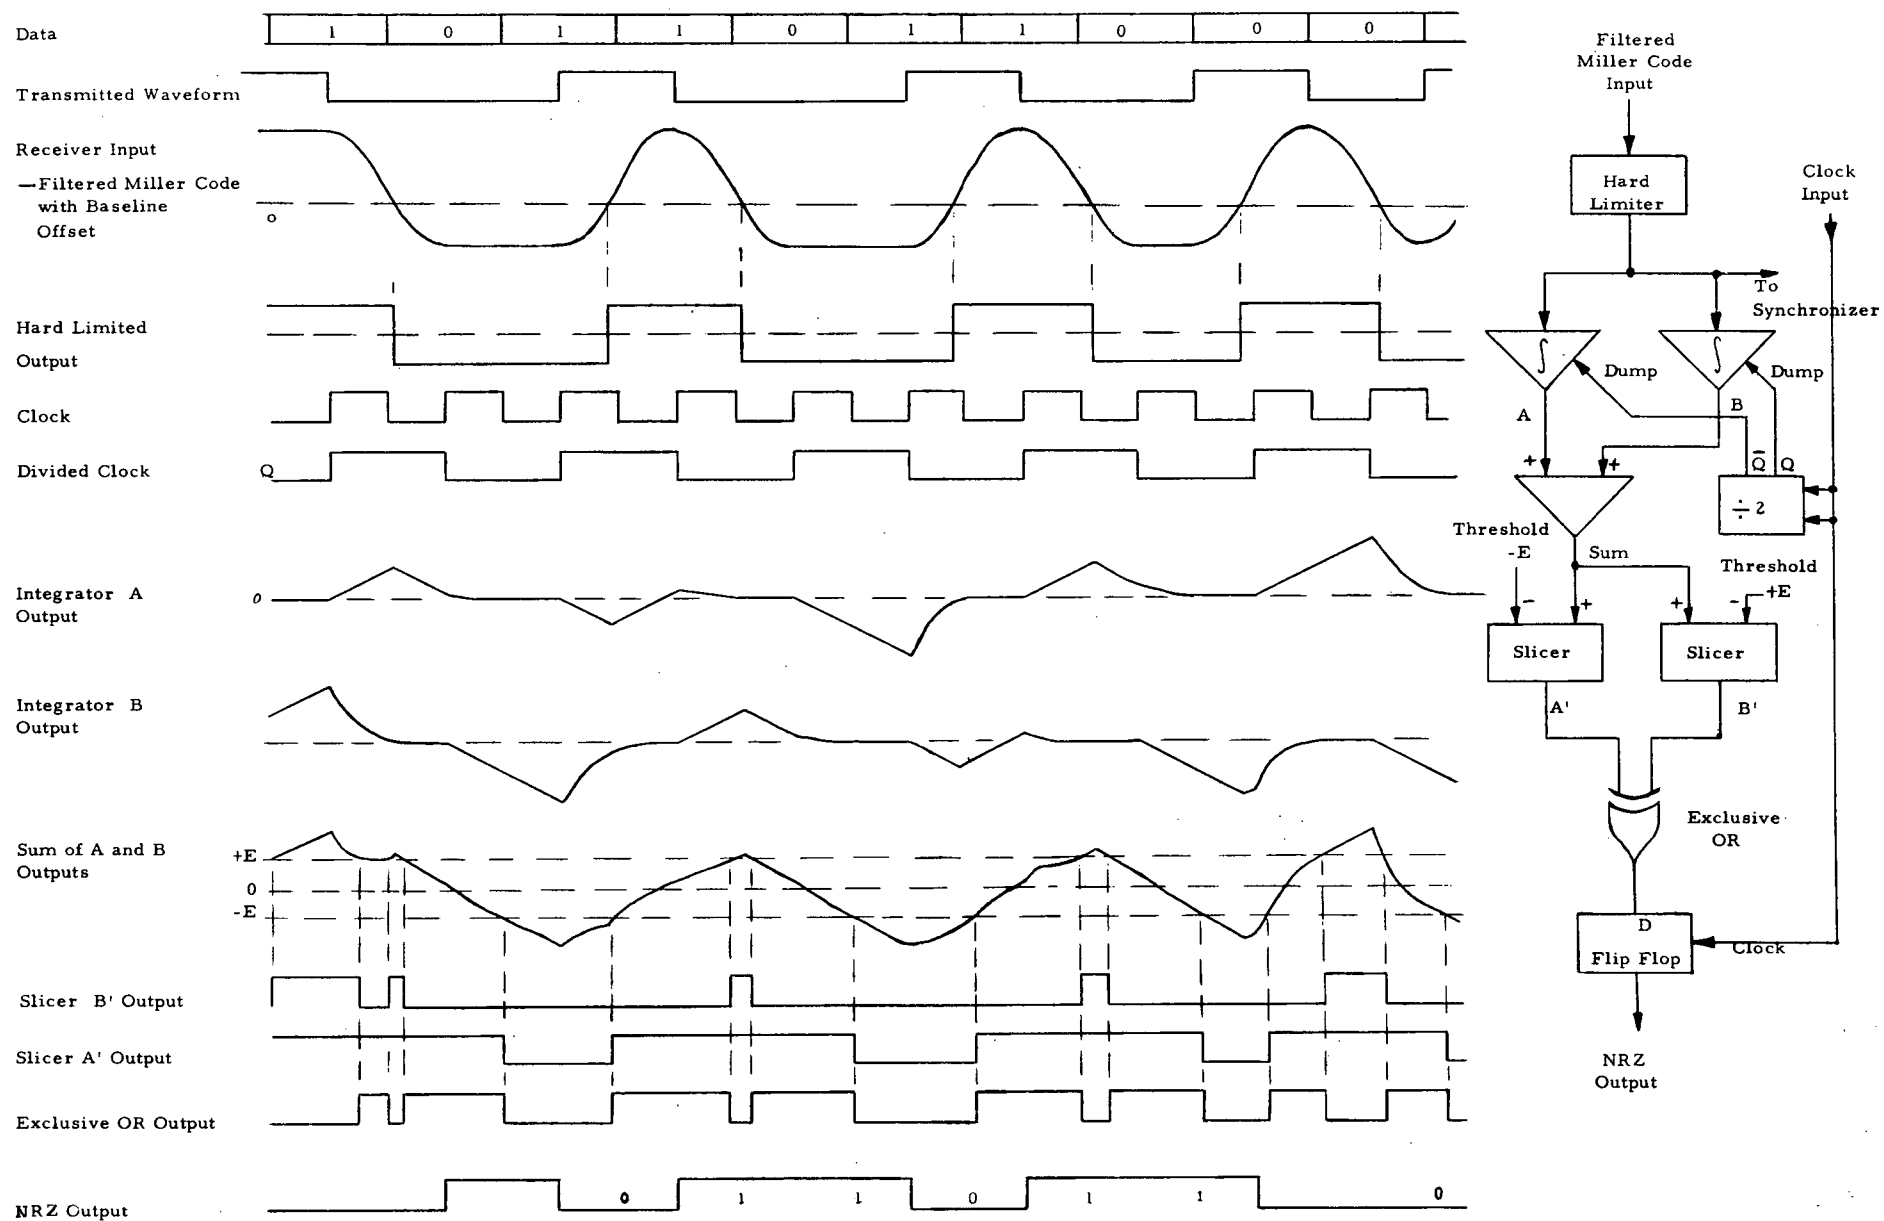 Data
1 0 1 1 0 1 1 0 0 0
Transmitted Waveform
Receiver Input
—Filtered Miller Code
with Baseline
Offset
o
Hard Limited
Output
Clock
Divided Clock
Q
Integrator A
Output
0
Integrator B
Output
Sum of A and B
Outputs
+E
0
-E
Slicer B' Output
Slicer A' Output
Exclusive OR Output
NRZ Output
0 1 1 0 1 1 0
Filtered
Miller Code
Input
Clock
Input
Hard
Limiter
To
Synchronizer
∫ ∫
Dump Dump
A B
+ +
Q̅ Q
÷ 2
Threshold
-E
Sum
Threshold
+E
- + + -
Slicer Slicer
A' B'
Exclusive
OR
D
Flip Flop
Clock
NRZ
Output